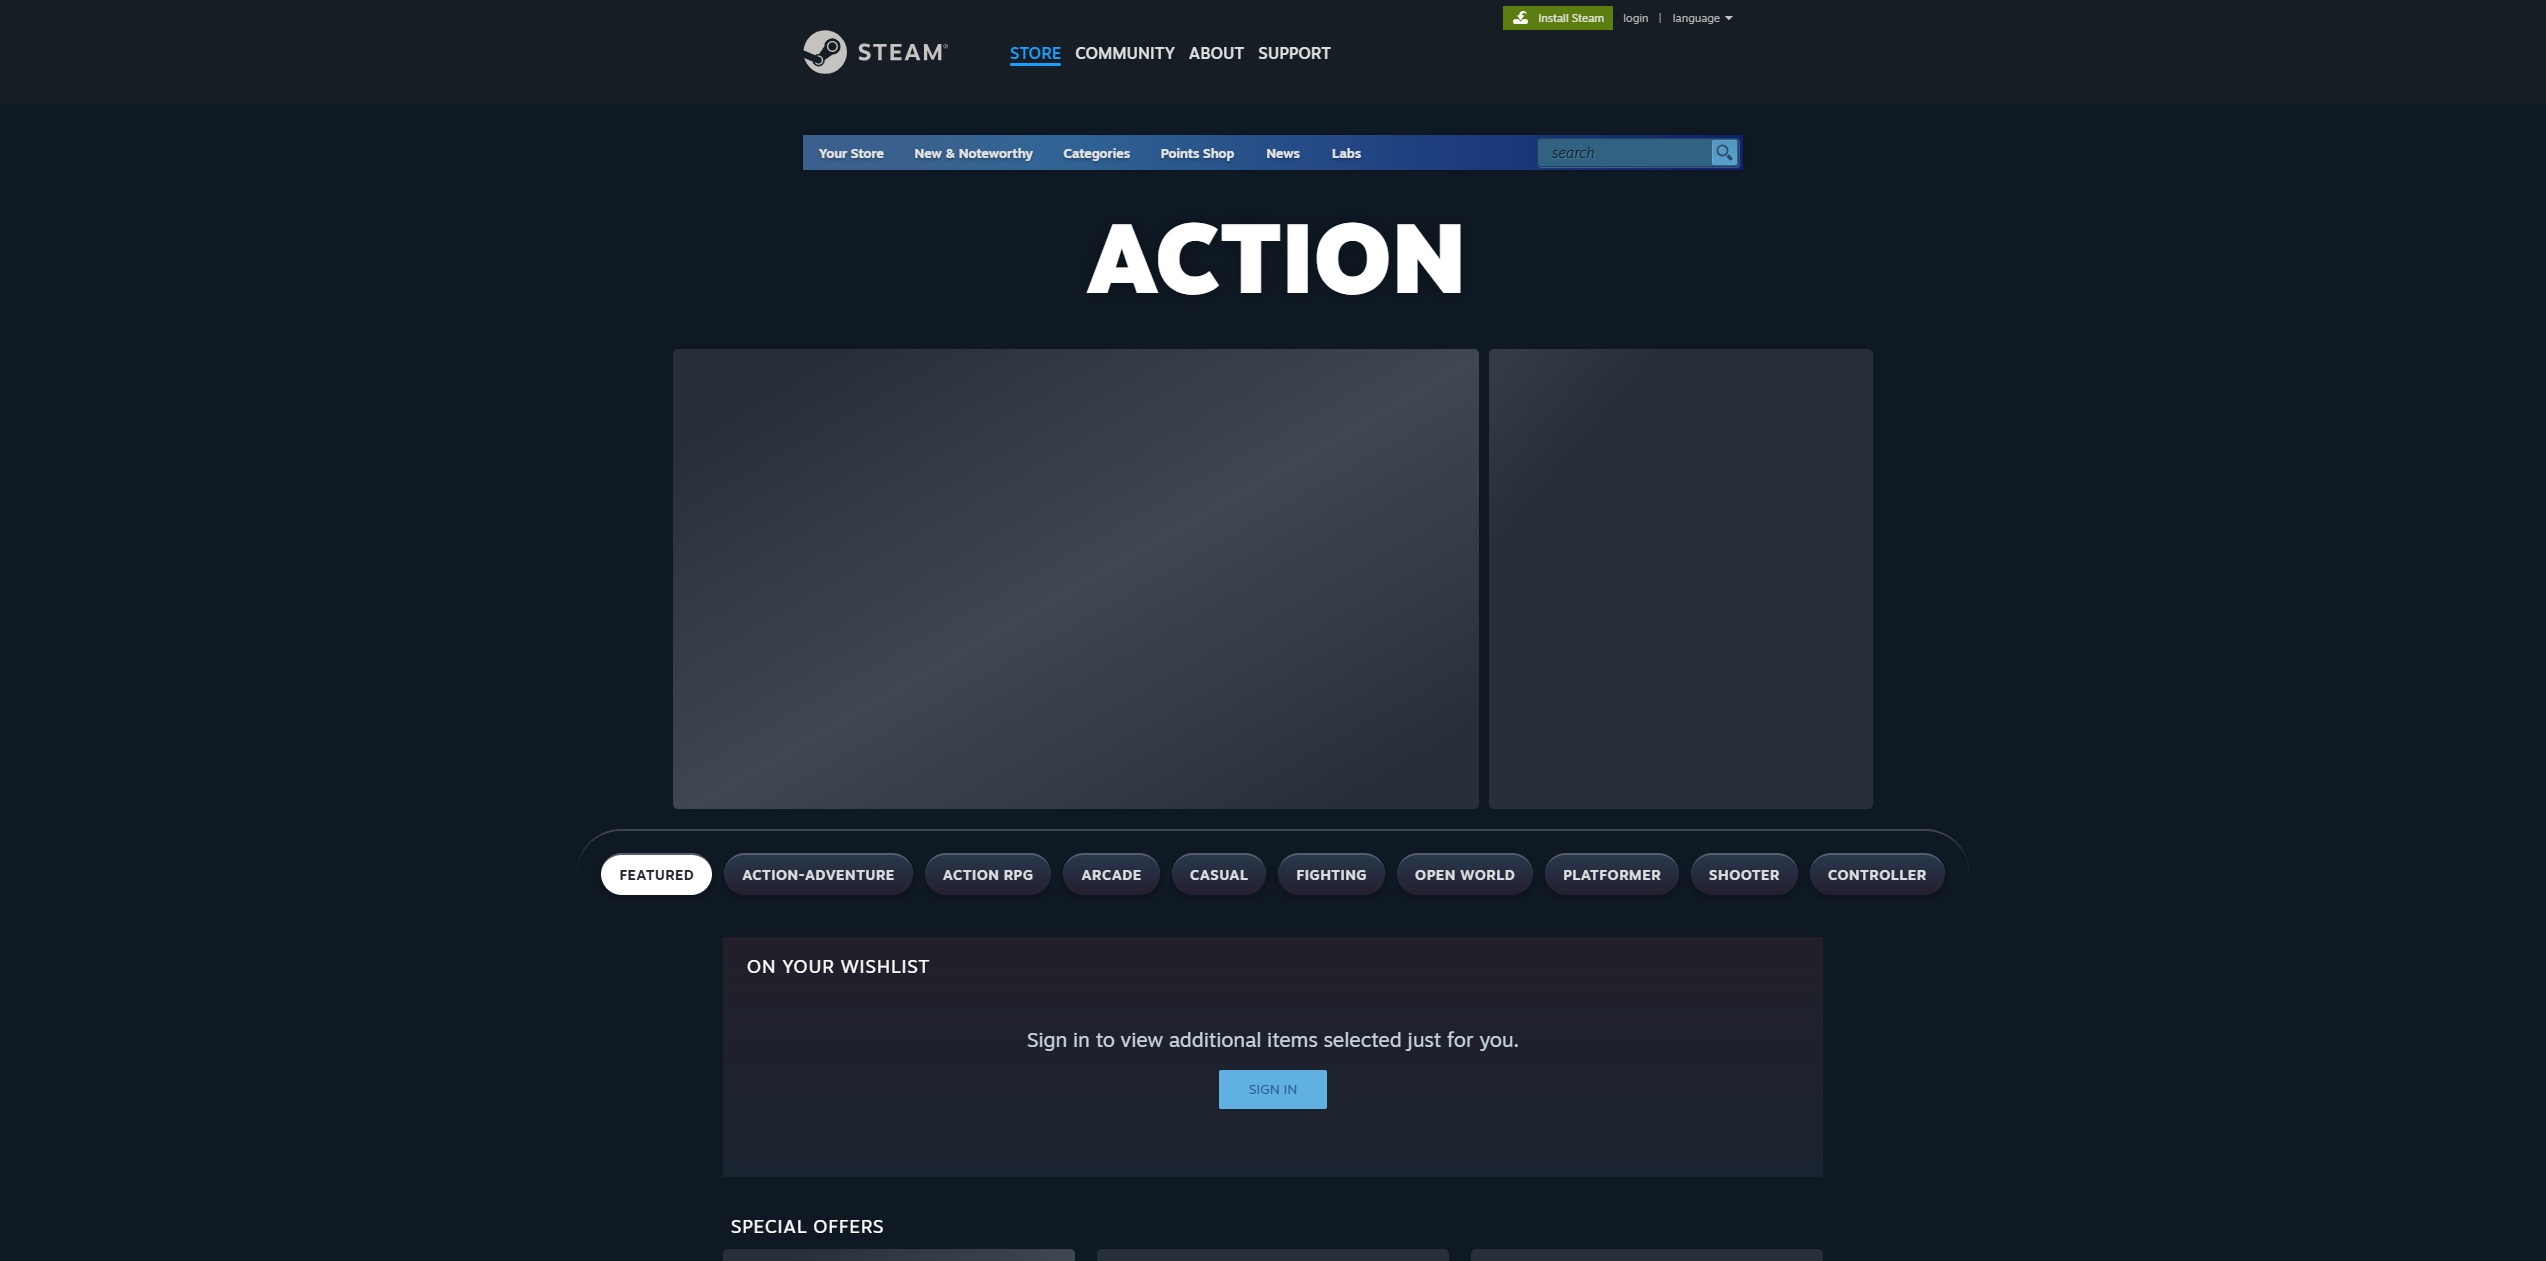 Install Steam
login | language
STEAM®
STORE COMMUNITY ABOUT SUPPORT
Your Store New & Noteworthy Categories Points Shop News Labs search
ACTION
FEATURED ACTION-ADVENTURE ACTION RPG ARCADE CASUAL FIGHTING OPEN WORLD PLATFORMER SHOOTER CONTROLLER
ON YOUR WISHLIST
Sign in to view additional items selected just for you.
SIGN IN
SPECIAL OFFERS